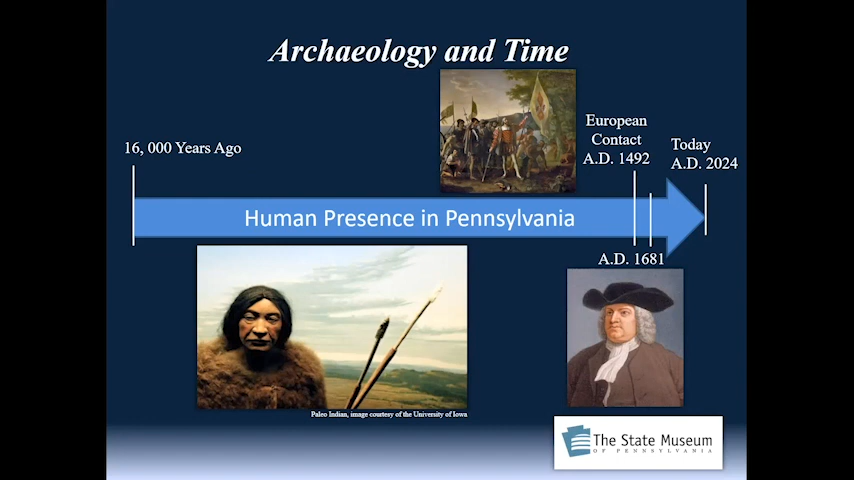 Archaeology and Time
16, 000 Years Ago
European
Contact
A.D. 1492
Today
A.D. 2024
Human Presence in Pennsylvania
A.D. 1681
Paleo Indian, image courtesy of the University of Iowa
The State Museum
OF PENNSYLVANIA